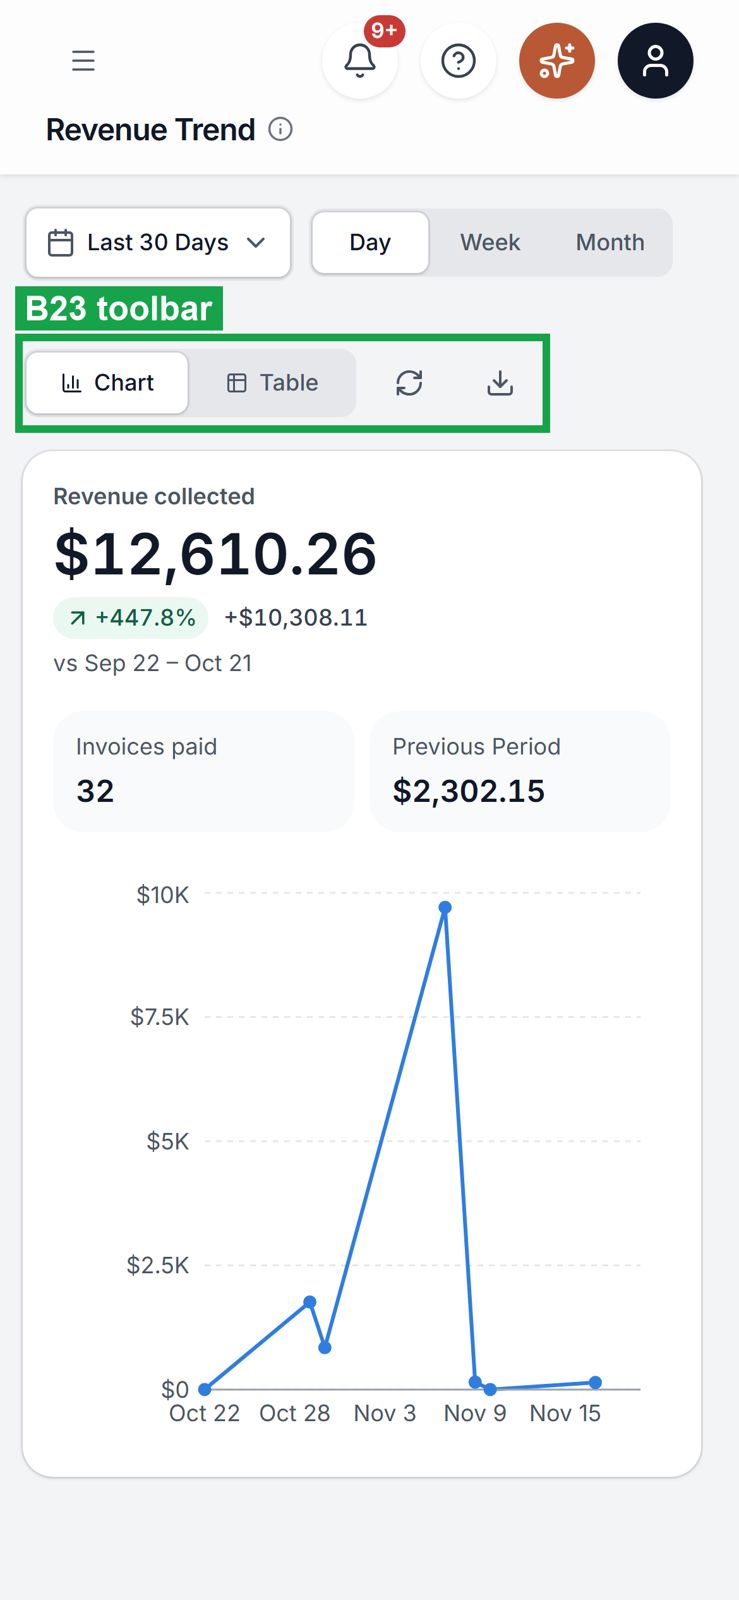 9+
Revenue Trend
Last 30 Days
Day Week Month
B23 toolbar
Chart Table
Revenue collected
$12,610.26
+447.8% +$10,308.11
vs Sep 22 – Oct 21
Invoices paid
32
Previous Period
$2,302.15
$10K
$7.5K
$5K
$2.5K
$0
Oct 22 Oct 28 Nov 3 Nov 9 Nov 15